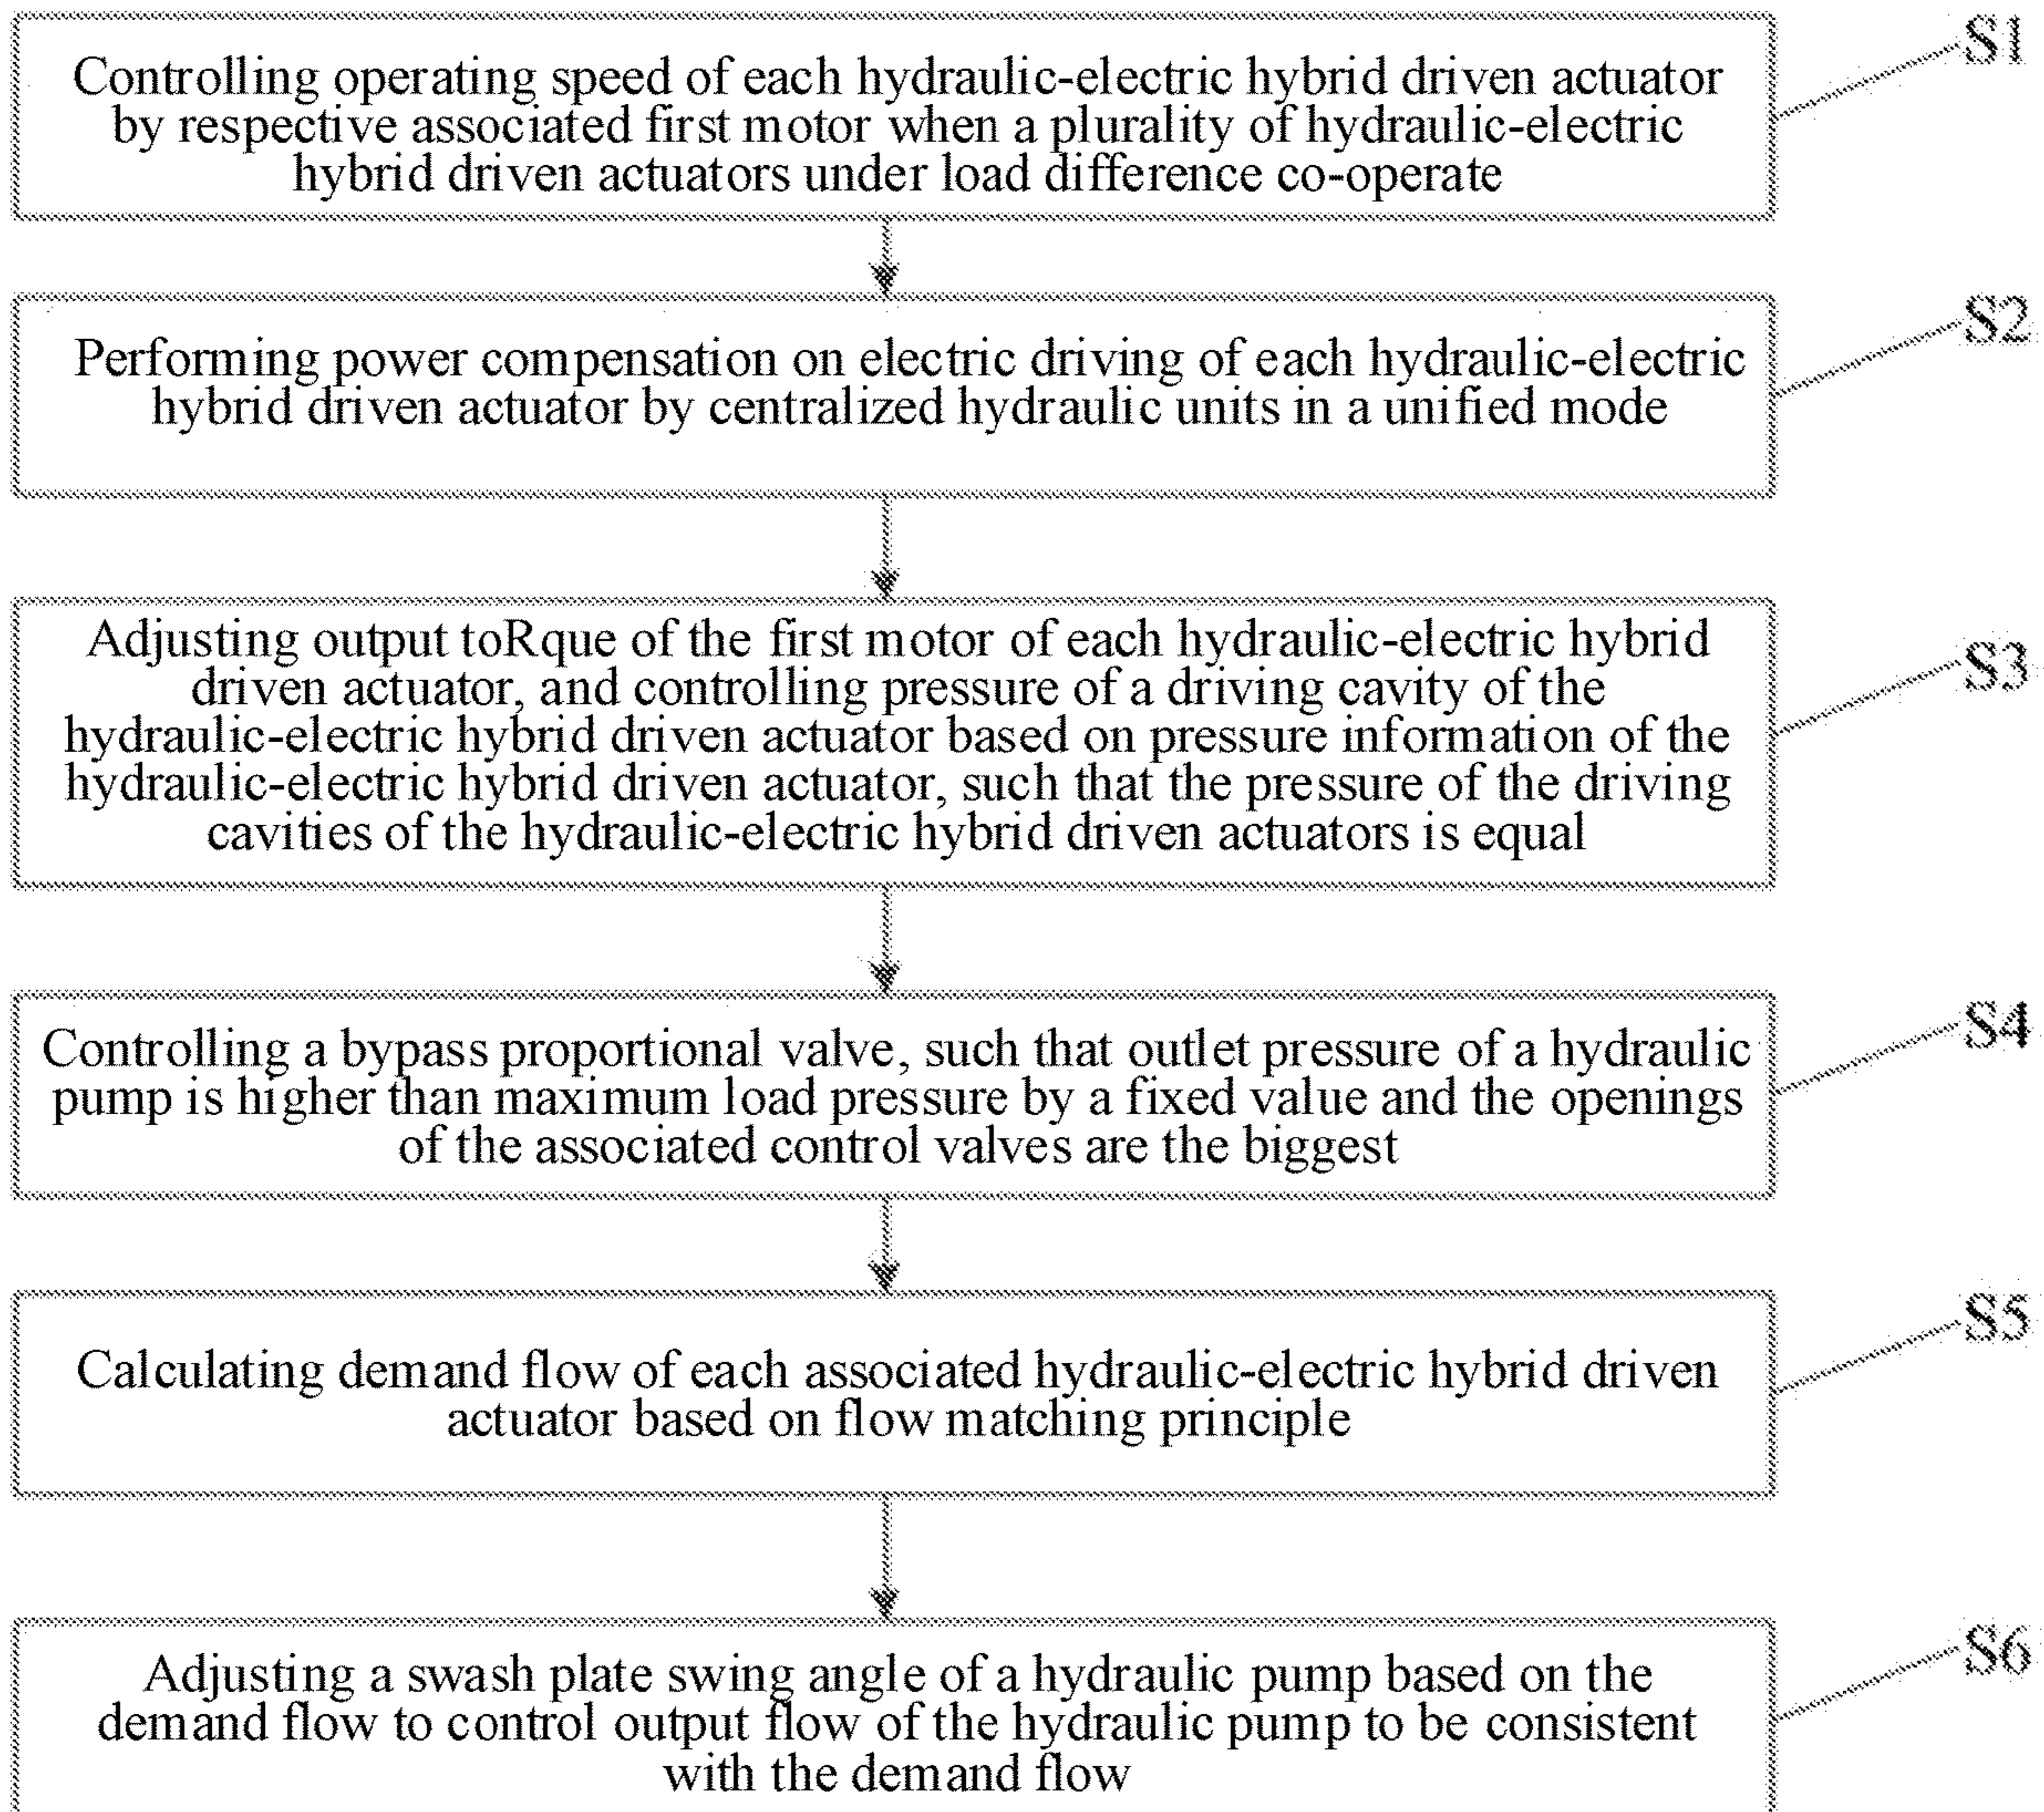 Controlling operating speed of each hydraulic-electric hybrid driven actuator
by respective associated first motor when a plurality of hydraulic-electric
hybrid driven actuators under load difference co-operate
S1
Performing power compensation on electric driving of each hydraulic-electric
hybrid driven actuator by centralized hydraulic units in a unified mode
S2
Adjusting output toRque of the first motor of each hydraulic-electric hybrid
driven actuator, and controlling pressure of a driving cavity of the
hydraulic-electric hybrid driven actuator based on pressure information of the
hydraulic-electric hybrid driven actuator, such that the pressure of the driving
cavities of the hydraulic-electric hybrid driven actuators is equal
S3
Controlling a bypass proportional valve, such that outlet pressure of a hydraulic
pump is higher than maximum load pressure by a fixed value and the openings
of the associated control valves are the biggest
S4
Calculating demand flow of each associated hydraulic-electric hybrid driven
actuator based on flow matching principle
S5
Adjusting a swash plate swing angle of a hydraulic pump based on the
demand flow to control output flow of the hydraulic pump to be consistent
with the demand flow
S6